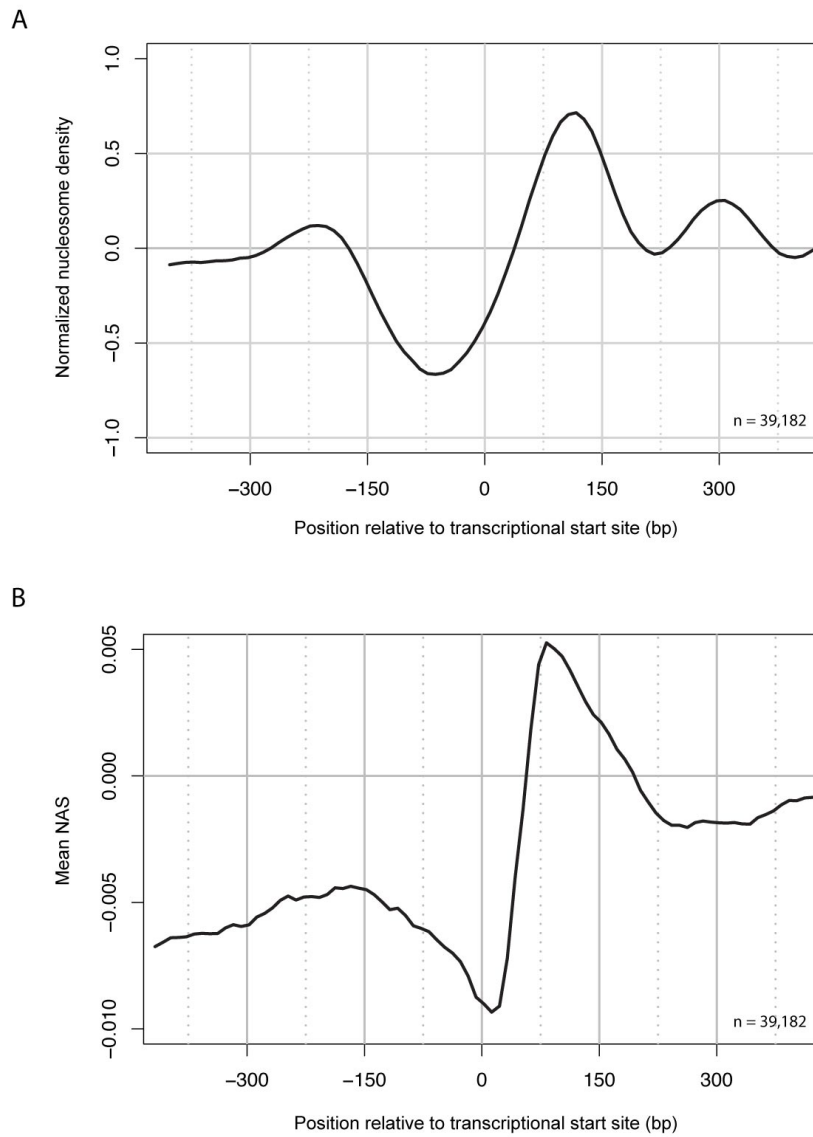 A
Normalized nucleosome density
1.0
0.5
0.0
−0.5
−1.0
n = 39,182
−300 −150 0 150 300
Position relative to transcriptional start site (bp)
B
Mean NAS
0.005
0.000
−0.005
−0.010
n = 39,182
−300 −150 0 150 300
Position relative to transcriptional start site (bp)